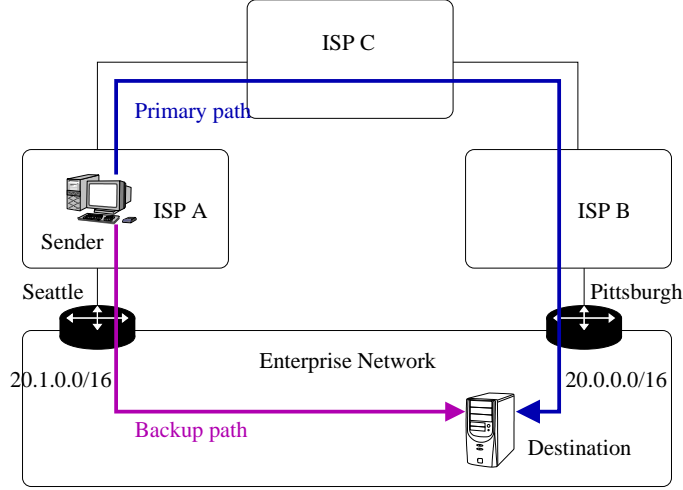 ISP C
Primary path
ISP A
ISP B
Sender
Seattle
Pittsburgh
Enterprise Network
20.1.0.0/16
20.0.0.0/16
Backup path
Destination